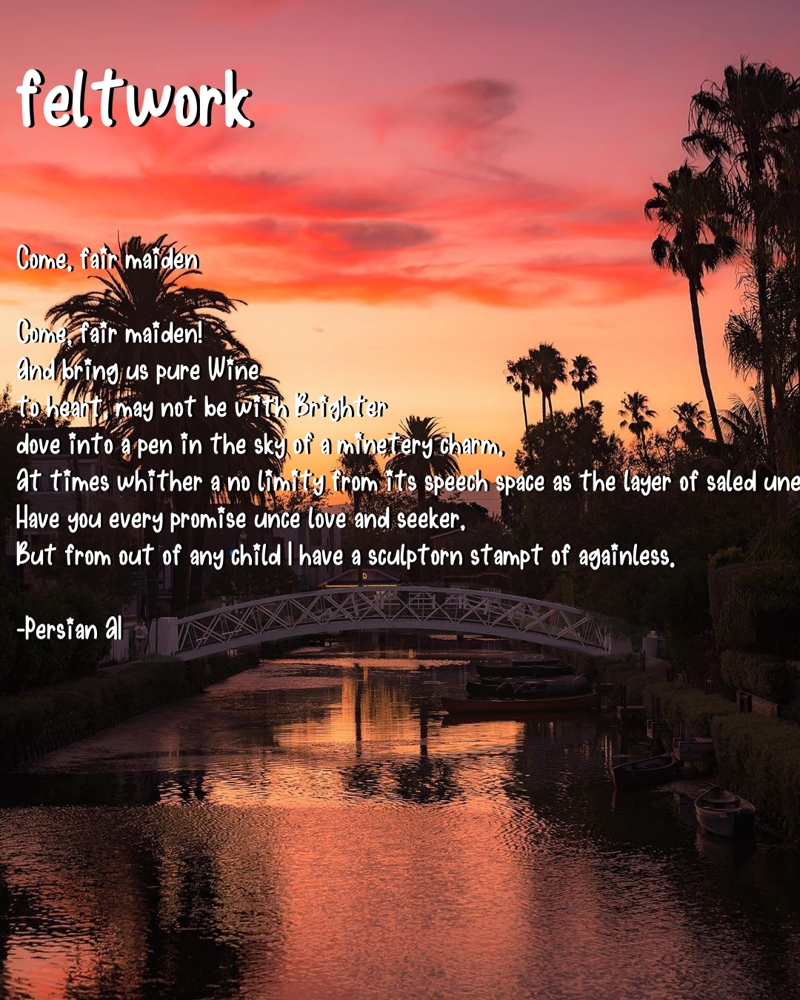 feltwork
Come, fair maiden
Come, fair maiden!
And bring us pure Wine
to heart, may not be with Brighter
dove into a pen in the sky of a minetery charm,
At times whither a no limity from its speech space as the layer of saled une
Have you every promise unce love and seeker,
But from out of any child I have a sculptorn stampt of againless.
-Persian AI